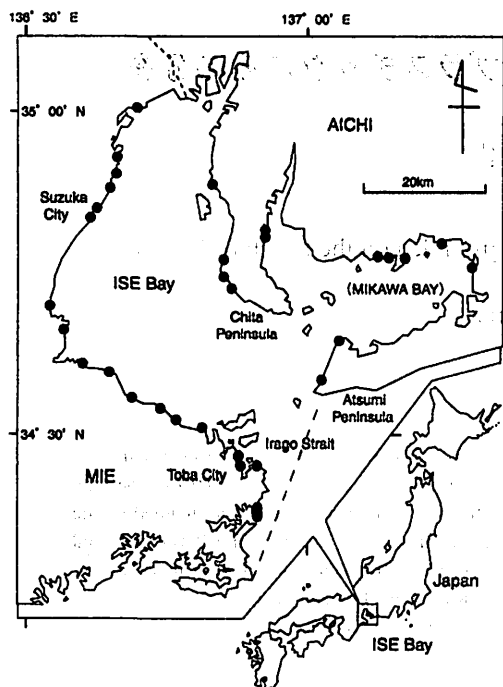 136° 30' E
137° 00' E
35° 00' N
AICHI
20km
Suzuka
City
ISE Bay
(MIKAWA BAY)
Chita
Peninsula
Atsumi
Peninsula
34° 30' N
Irago Strait
MIE
Toba City
Japan
ISE Bay